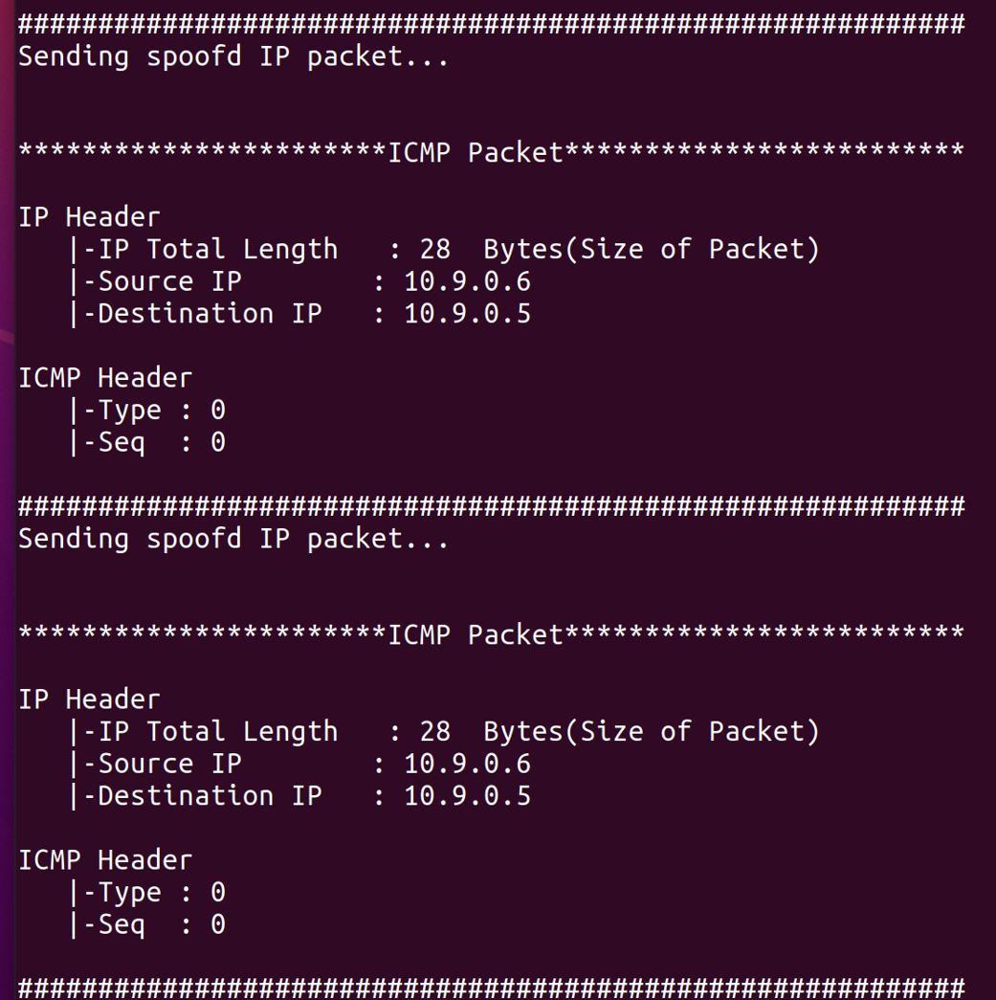 ###########################################################
Sending spoofd IP packet...
***********************ICMP Packet*************************
IP Header
   |-IP Total Length   : 28  Bytes(Size of Packet)
   |-Source IP        : 10.9.0.6
   |-Destination IP   : 10.9.0.5
ICMP Header
   |-Type : 0
   |-Seq  : 0
###########################################################
Sending spoofd IP packet...
***********************ICMP Packet*************************
IP Header
   |-IP Total Length   : 28  Bytes(Size of Packet)
   |-Source IP        : 10.9.0.6
   |-Destination IP   : 10.9.0.5
ICMP Header
   |-Type : 0
   |-Seq  : 0
###########################################################